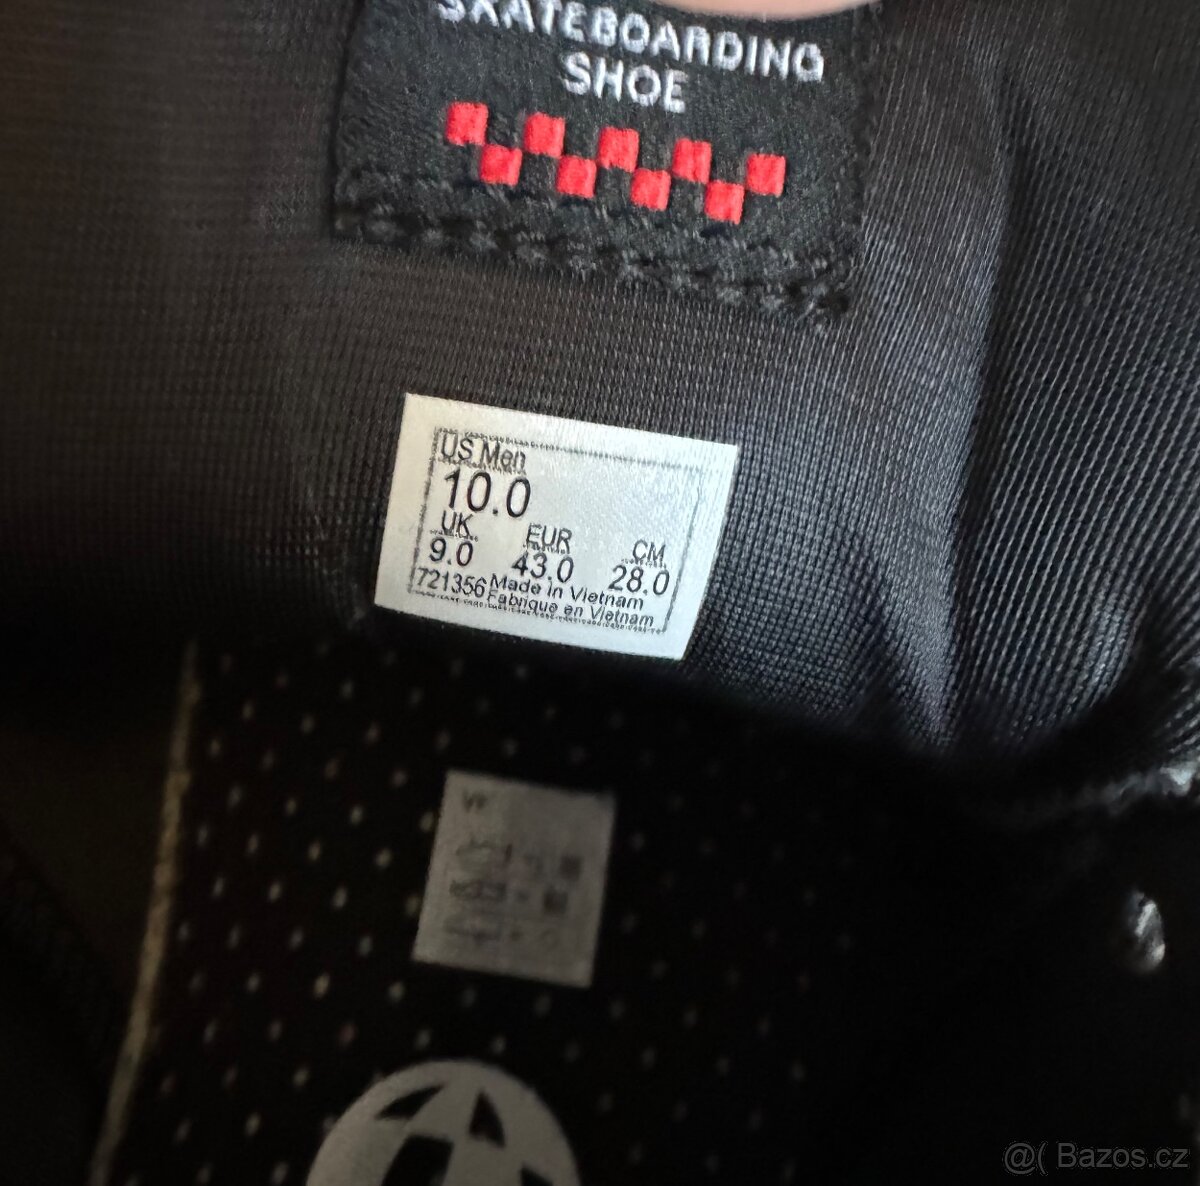 SKATEBOARDING
SHOE
US Men
10.0
UK EUR CM
9.0 43.0 28.0
721356 Made in Vietnam
Fabrique en Vietnam
@( Bazos.cz